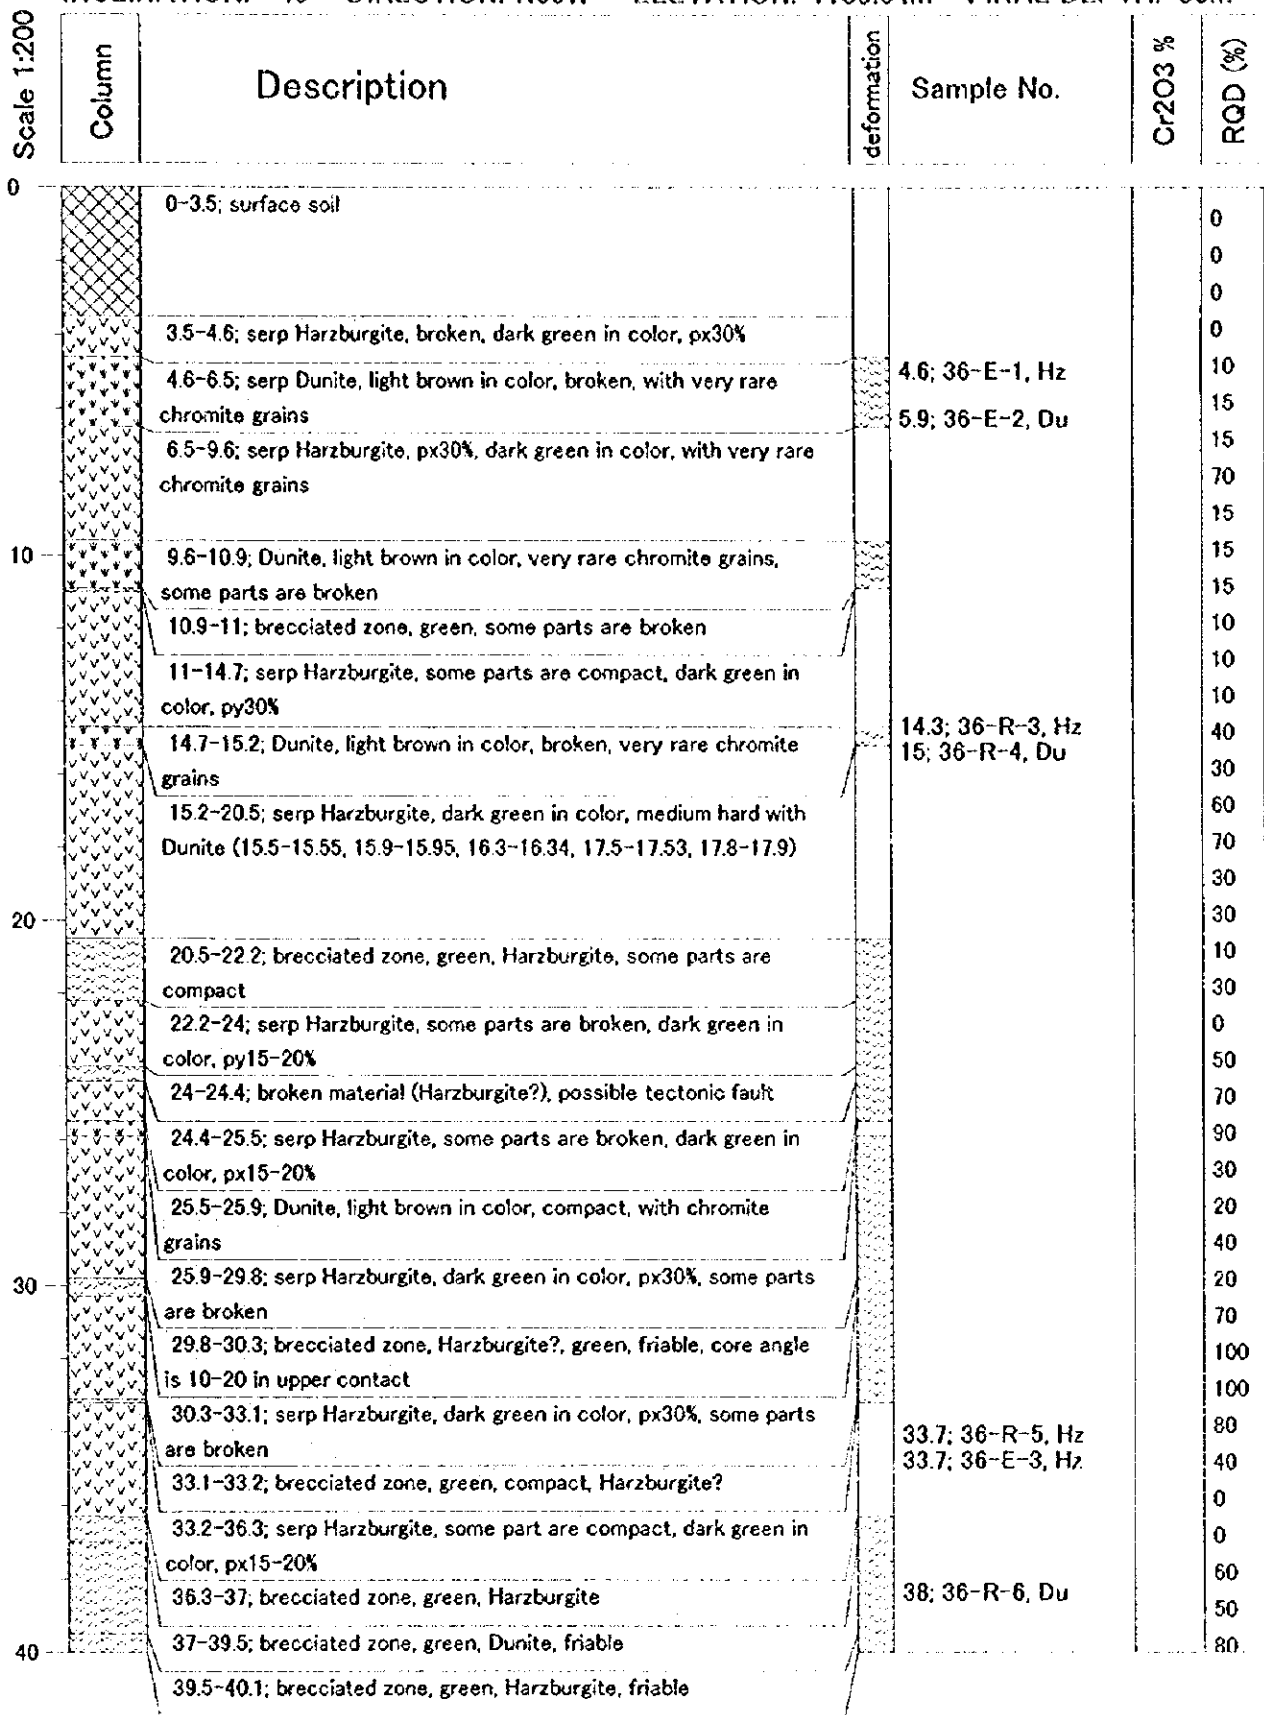 Scale 1:200
Column
Description
deformation
Sample No.
Cr2O3 %
RQD (%)
0
0-3.5; surface soil
0
0
0
3.5-4.6; serp Harzburgite, broken, dark green in color, px30%
0
4.6-6.5; serp Dunite, light brown in color, broken, with very rare
chromite grains
4.6; 36-E-1, Hz
10
5.9; 36-E-2, Du
15
6.5-9.6; serp Harzburgite, px30%, dark green in color, with very rare
chromite grains
15
70
15
10
9.6-10.9; Dunite, light brown in color, very rare chromite grains,
some parts are broken
15
15
10.9-11; brecciated zone, green, some parts are broken
10
11-14.7; serp Harzburgite, some parts are compact, dark green in
color, py30%
10
10
14.3; 36-R-3, Hz
40
14.7-15.2; Dunite, light brown in color, broken, very rare chromite
grains
15; 36-R-4, Du
30
15.2-20.5; serp Harzburgite, dark green in color, medium hard with
Dunite (15.5-15.55, 15.9-15.95, 16.3-16.34, 17.5-17.53, 17.8-17.9)
60
70
30
20
30
20.5-22.2; brecciated zone, green, Harzburgite, some parts are
compact
10
30
22.2-24; serp Harzburgite, some parts are broken, dark green in
color, py15-20%
0
50
24-24.4; broken material (Harzburgite?), possible tectonic fault
70
24.4-25.5; serp Harzburgite, some parts are broken, dark green in
color, px15-20%
90
30
25.5-25.9; Dunite, light brown in color, compact, with chromite
grains
20
40
30
25.9-29.8; serp Harzburgite, dark green in color, px30%, some parts
are broken
20
70
29.8-30.3; brecciated zone, Harzburgite?, green, friable, core angle
is 10-20 in upper contact
100
100
30.3-33.1; serp Harzburgite, dark green in color, px30%, some parts
are broken
33.7; 36-R-5, Hz
80
33.7; 36-E-3, Hz
40
33.1-33.2; brecciated zone, green, compact, Harzburgite?
0
33.2-36.3; serp Harzburgite, some part are compact, dark green in
color, px15-20%
0
60
36.3-37; brecciated zone, green, Harzburgite
38; 36-R-6, Du
50
37-39.5; brecciated zone, green, Dunite, friable
40
80
39.5-40.1; brecciated zone, green, Harzburgite, friable